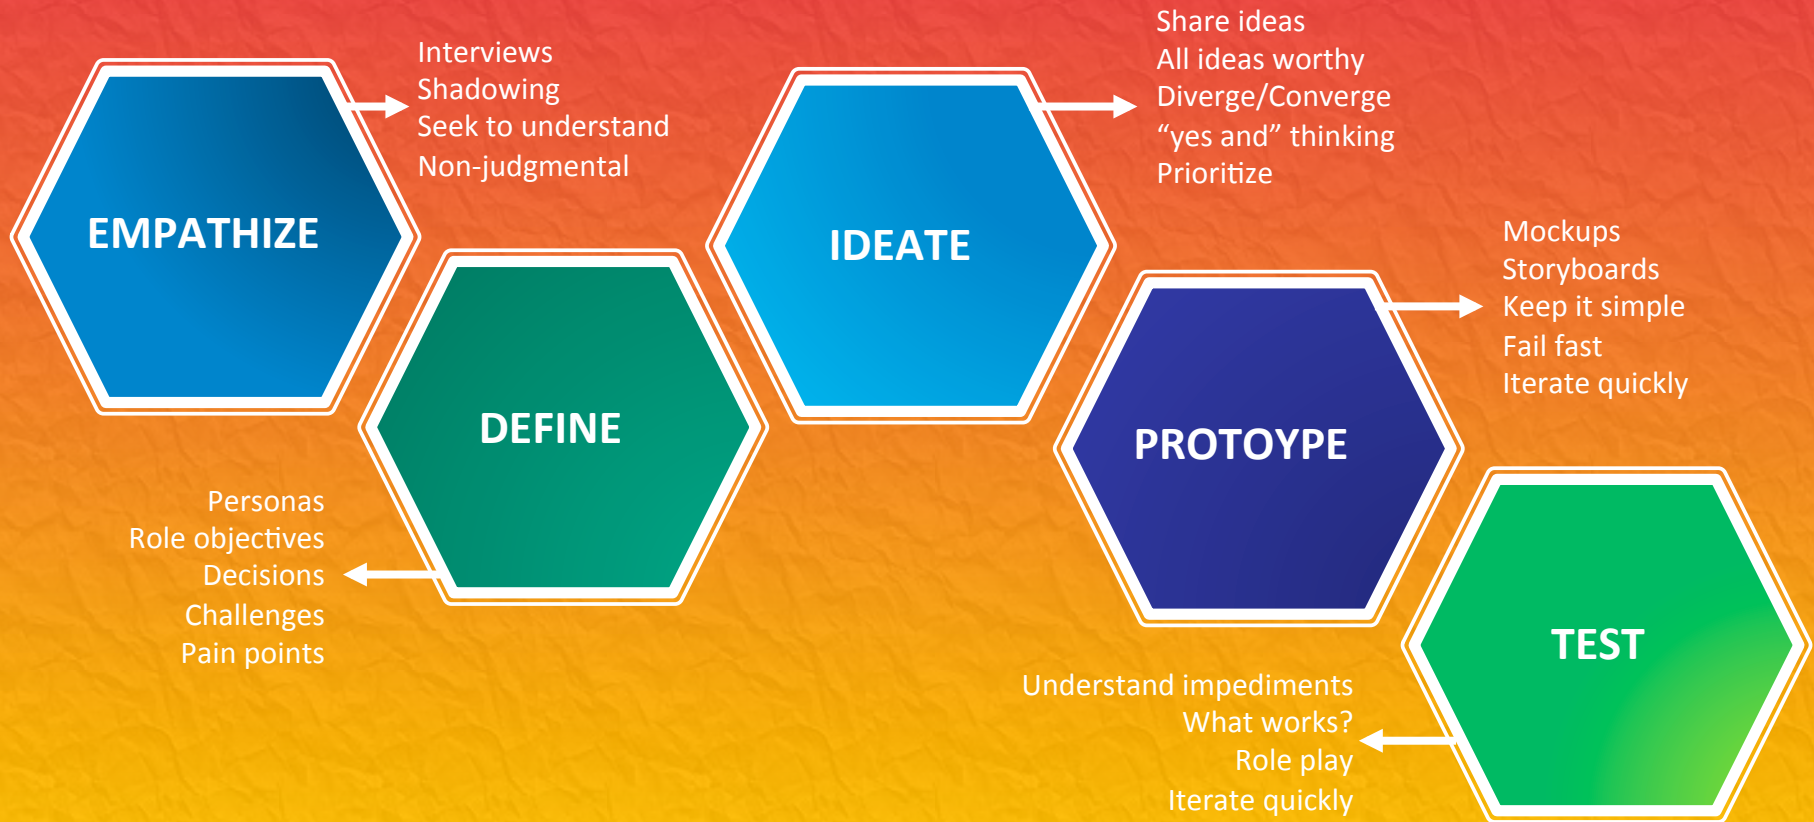 EMPATHIZE
Interviews
Shadowing
Seek to understand
Non-judgmental
DEFINE
Personas
Role objectives
Decisions
Challenges
Pain points
IDEATE
Share ideas
All ideas worthy
Diverge/Converge
“yes and” thinking
Prioritize
PROTOYPE
Mockups
Storyboards
Keep it simple
Fail fast
Iterate quickly
TEST
Understand impediments
What works?
Role play
Iterate quickly